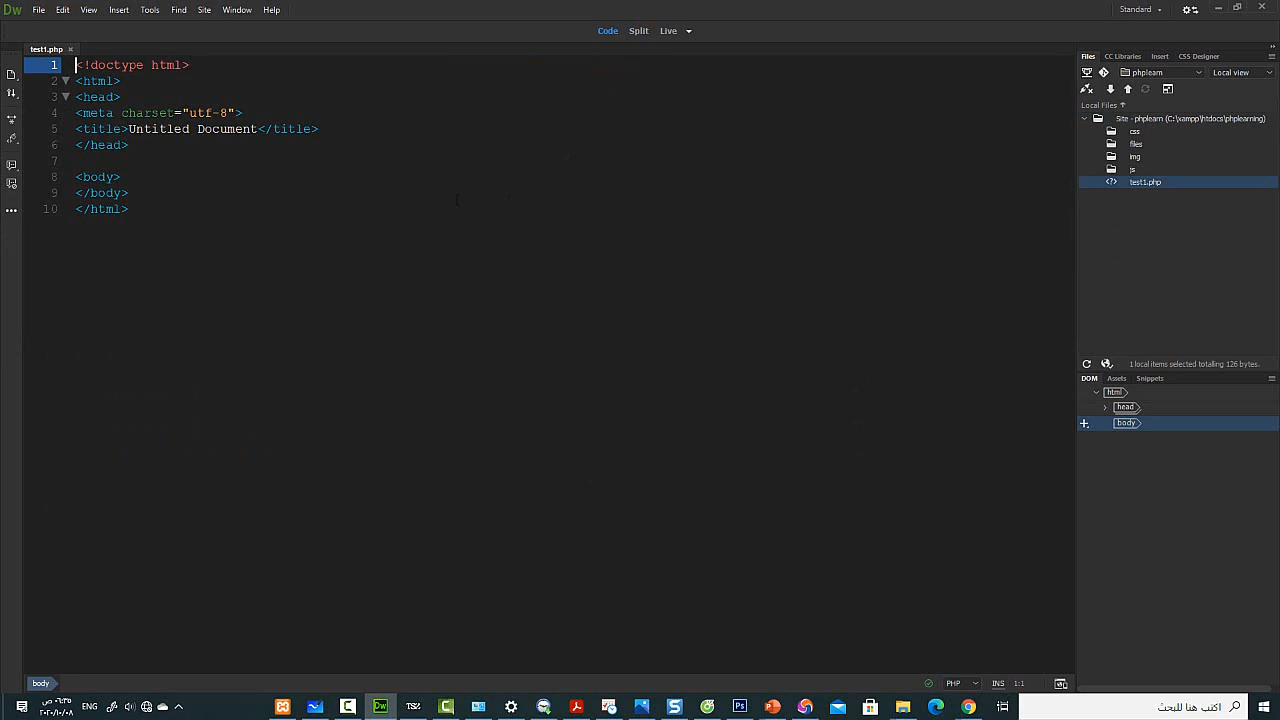 Dw File Edit View Insert Tools Find Site Window Help Standard
Code Split Live
test1.php
1 <!doctype html>
2 <html>
3 <head>
4 <meta charset="utf-8">
5 <title>Untitled Document</title>
6 </head>
7
8 <body>
9 </body>
10 </html>
Files CC Libraries Insert CSS Designer
phplearn Local view
Local Files
Site - phplearn (C:\xampp\htdocs\phplearning)
css
files
img
js
test1.php
1 local items selected totalling 126 bytes.
DOM Assets Snippets
html
head
body
body PHP INS 1:1
ENG
اكتب هنا للبحث